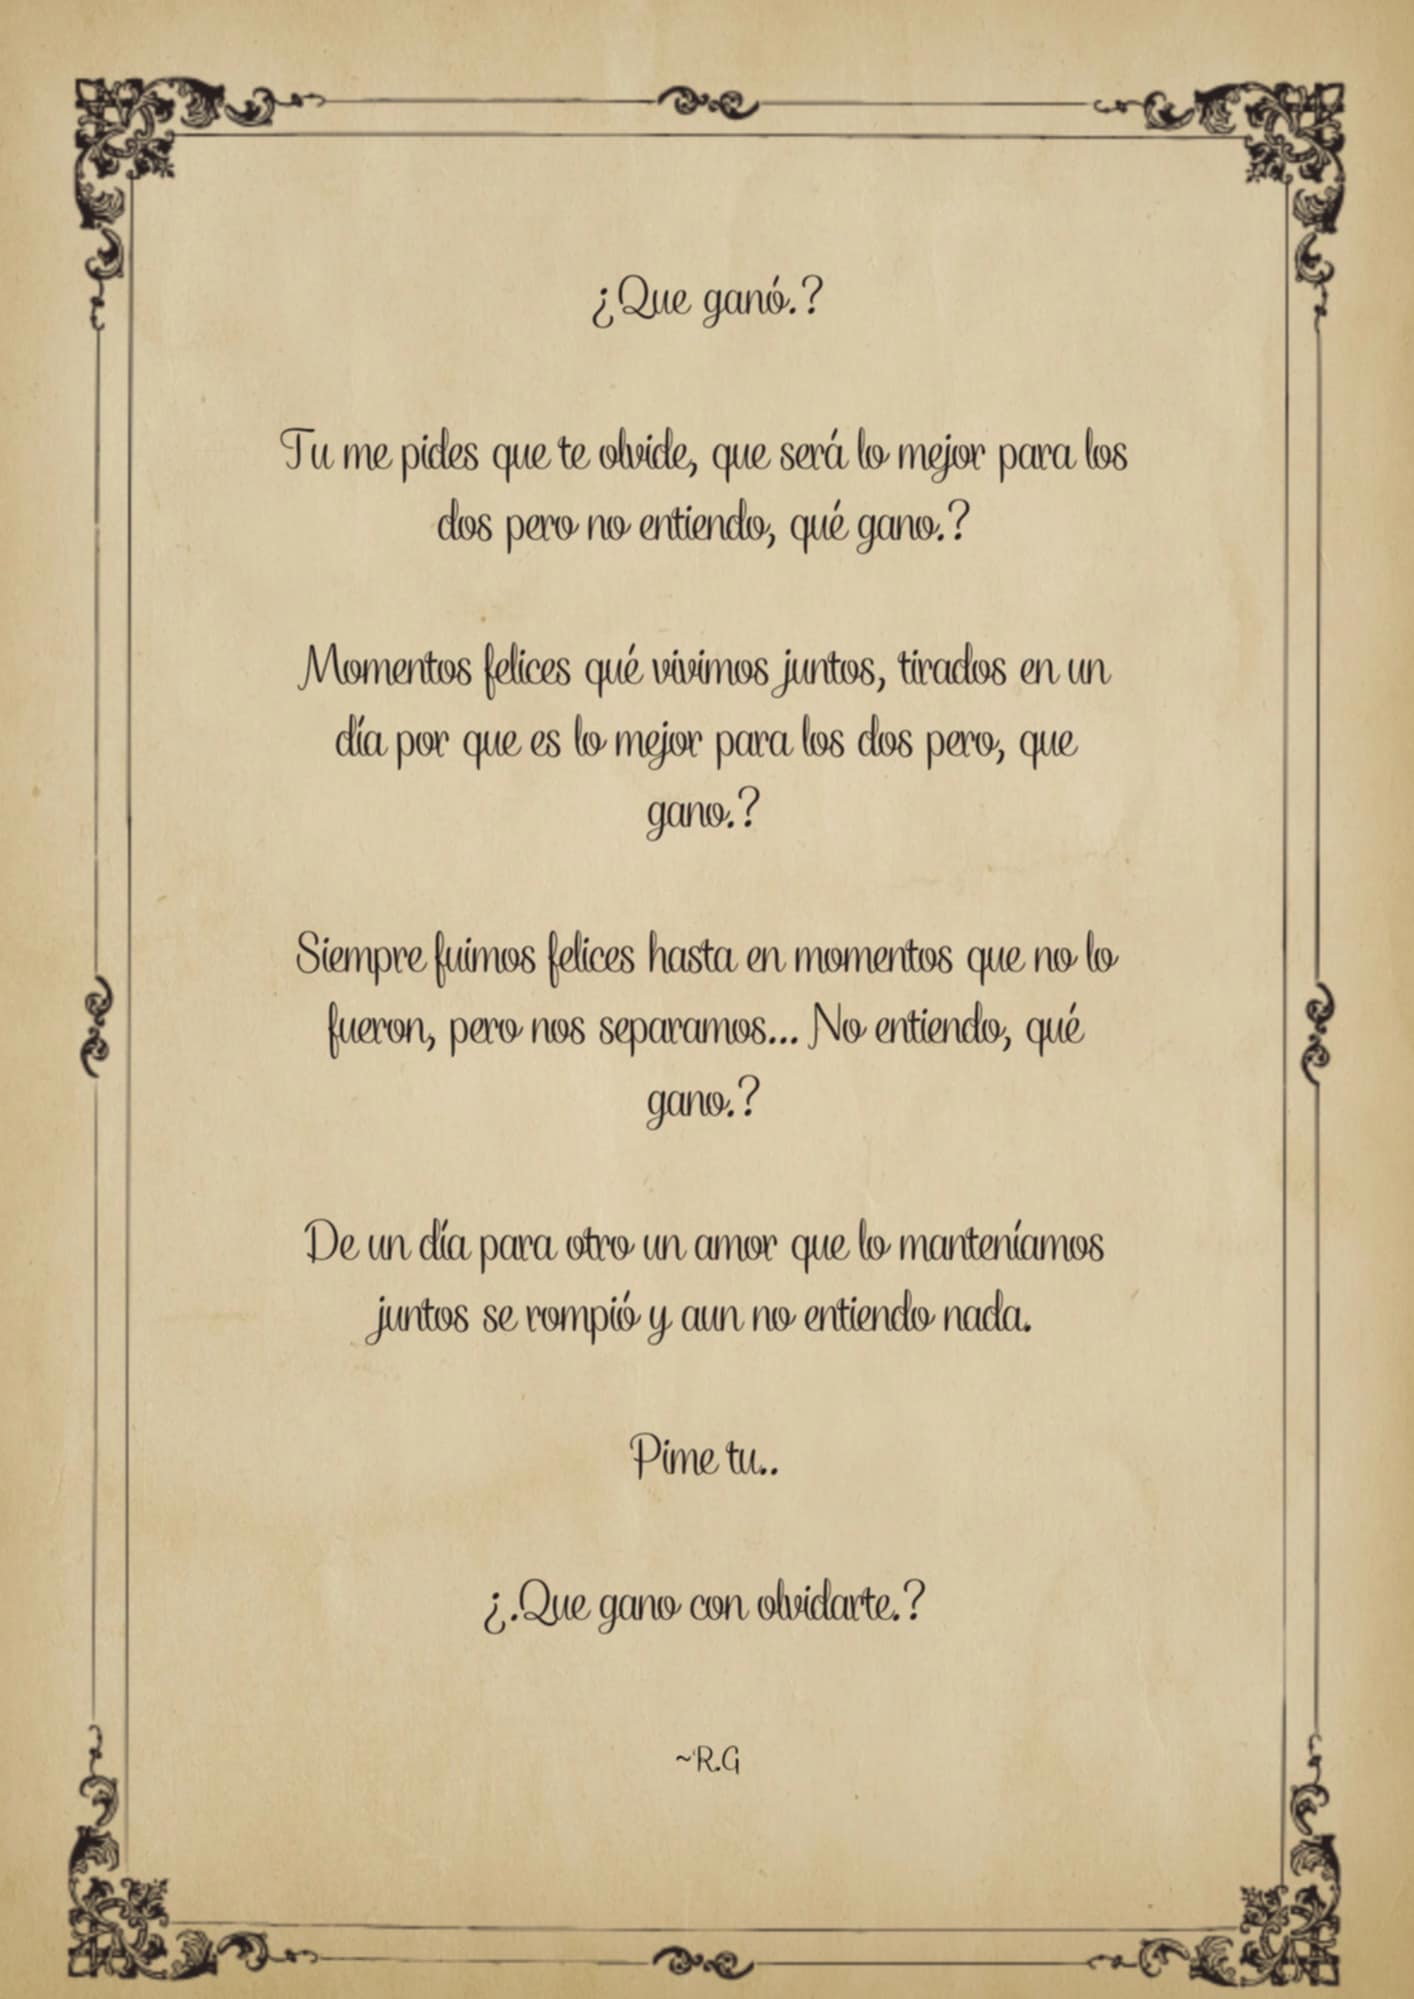 ¿Que ganó.?
Tu me pides que te olvide, que será lo mejor para los
dos pero no entiendo, qué gano.?
Momentos felices qué vivimos juntos, tirados en un
día por que es lo mejor para los dos pero, que
gano.?
Siempre fuimos felices hasta en momentos que no lo
fueron, pero nos separamos... No entiendo, qué
gano.?
De un día para otro un amor que lo manteníamos
juntos se rompió y aun no entiendo nada.
Pime tu..
¿.Que gano con olvidarte.?
~R.G